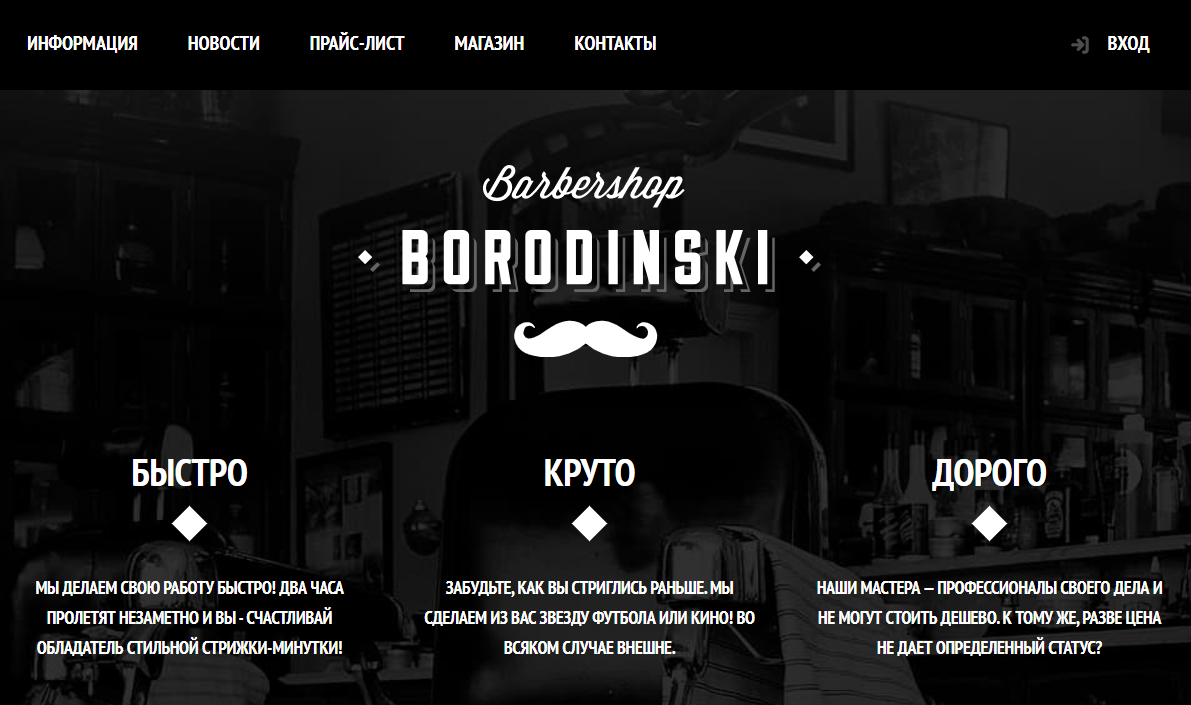 ИНФОРМАЦИЯ НОВОСТИ ПРАЙС-ЛИСТ МАГАЗИН КОНТАКТЫ ВХОД
Barbershop
BORODINSKI
БЫСТРО
МЫ ДЕЛАЕМ СВОЮ РАБОТУ БЫСТРО! ДВА ЧАСА
ПРОЛЕТЯТ НЕЗАМЕТНО И ВЫ - СЧАСТЛИВАЙ
ОБЛАДАТЕЛЬ СТИЛЬНОЙ СТРИЖКИ-МИНУТКИ!
КРУТО
ЗАБУДЬТЕ, КАК ВЫ СТРИГЛИСЬ РАНЬШЕ. МЫ
СДЕЛАЕМ ИЗ ВАС ЗВЕЗДУ ФУТБОЛА ИЛИ КИНО! ВО
ВСЯКОМ СЛУЧАЕ ВНЕШНЕ.
ДОРОГО
НАШИ МАСТЕРА — ПРОФЕССИОНАЛЫ СВОЕГО ДЕЛА И
НЕ МОГУТ СТОИТЬ ДЕШЕВО. К ТОМУ ЖЕ, РАЗВЕ ЦЕНА
НЕ ДАЕТ ОПРЕДЕЛЕННЫЙ СТАТУС?